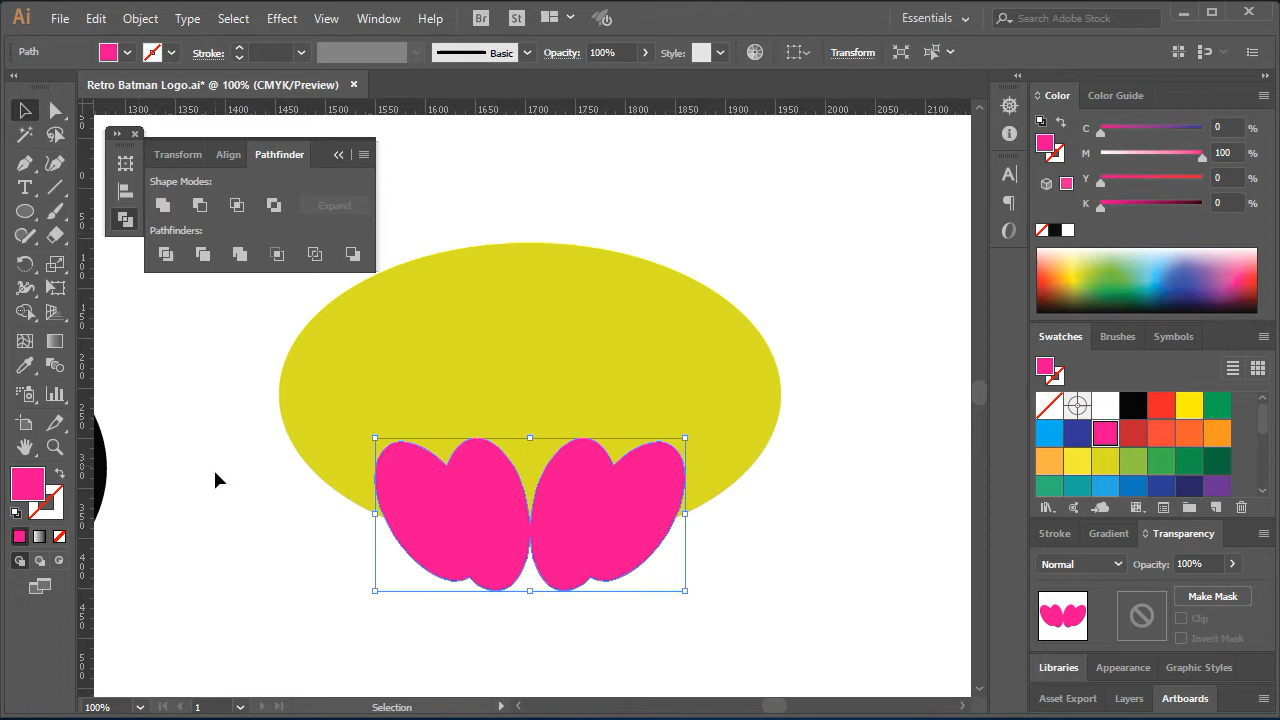 Ai File Edit Object Type Select Effect View Window Help Br St Essentials Search Adobe Stock
Path Stroke: Basic Opacity: 100% Style: Transform
Retro Batman Logo.ai* @ 100% (CMYK/Preview)
1300 1350 1400 1450 1500 1550 1600 1650 1700 1750 1800 1850 1900 1950 2000 2050 2100
Transform Align Pathfinder
Shape Modes:
Expand
Pathfinders:
Color Color Guide
C 0 %
M 100 %
Y 0 %
K 0 %
Swatches Brushes Symbols
Stroke Gradient Transparency
Normal Opacity: 100%
Make Mask
Clip
Invert Mask
Libraries Appearance Graphic Styles
Asset Export Layers Artboards
100% 1 Selection